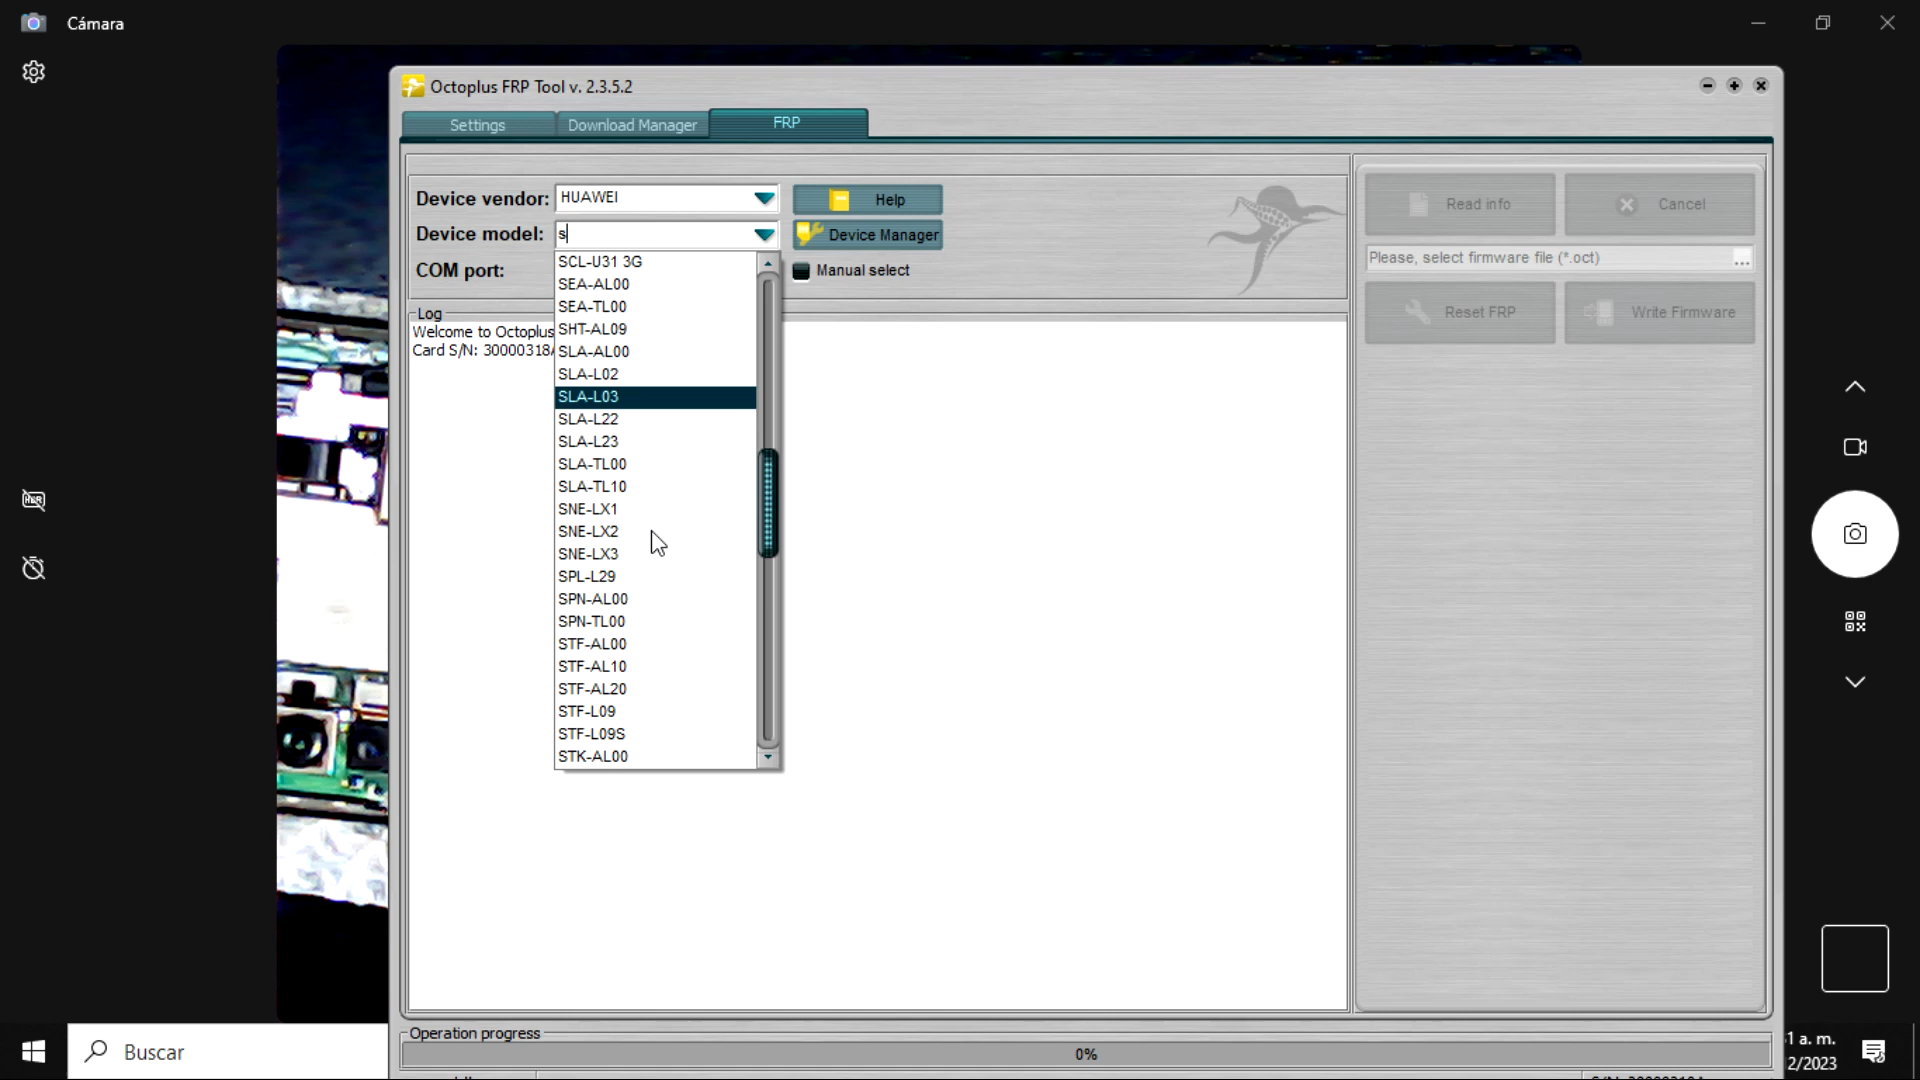 Cámara
Octoplus FRP Tool v. 2.3.5.2
Settings
Download Manager
FRP
Device vendor:
HUAWEI
Help
Device model:
s
Device Manager
COM port:
Manual select
SCL-U31 3G
SEA-AL00
SEA-TL00
SHT-AL09
SLA-AL00
SLA-L02
SLA-L03
SLA-L22
SLA-L23
SLA-TL00
SLA-TL10
SNE-LX1
SNE-LX2
SNE-LX3
SPL-L29
SPN-AL00
SPN-TL00
STF-AL00
STF-AL10
STF-AL20
STF-L09
STF-L09S
STK-AL00
Log
Welcome to Octoplus
Card S/N: 30000318
Read info
Cancel
Please, select firmware file (*.oct)
...
Reset FRP
Write Firmware
HDR
Operation progress
0%
Buscar
1 a. m.
2/2023